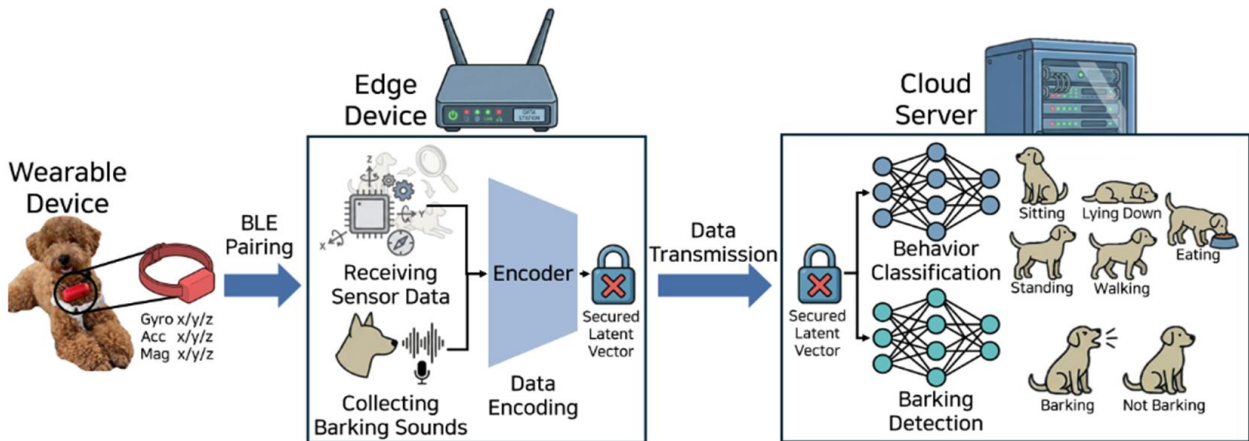 Wearable
Device
Gyro x/y/z
Acc x/y/z
Mag x/y/z
BLE
Pairing
Edge
Device
DATA
STATION
Z
Y
X
Receiving
Sensor Data
Collecting
Barking Sounds
Encoder
Data
Encoding
Secured
Latent
Vector
Data
Transmission
Cloud
Server
Secured
Latent
Vector
Behavior
Classification
Barking
Detection
Sitting
Lying Down
Eating
Standing
Walking
Barking
Not Barking